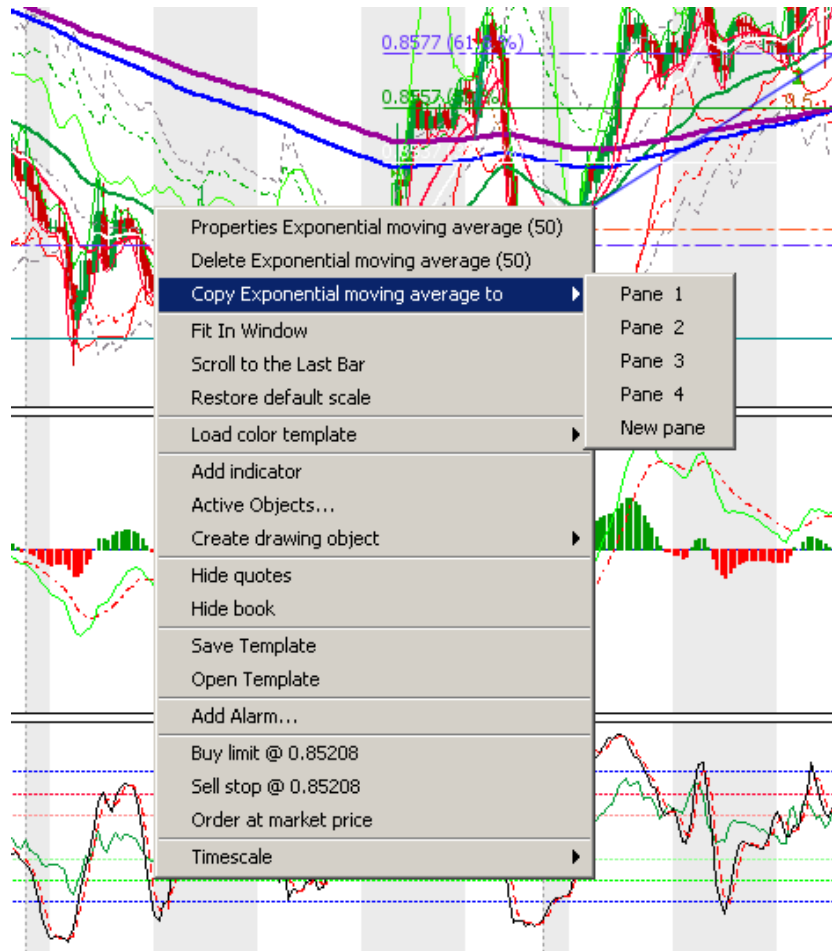 0.8577 (61. %)
0.8557
Properties Exponential moving average (50)
Delete Exponential moving average (50)
Copy Exponential moving average to
Pane 1
Pane 2
Pane 3
Pane 4
New pane
Fit In Window
Scroll to the Last Bar
Restore default scale
Load color template
Add indicator
Active Objects...
Create drawing object
Hide quotes
Hide book
Save Template
Open Template
Add Alarm...
Buy limit @ 0.85208
Sell stop @ 0.85208
Order at market price
Timescale